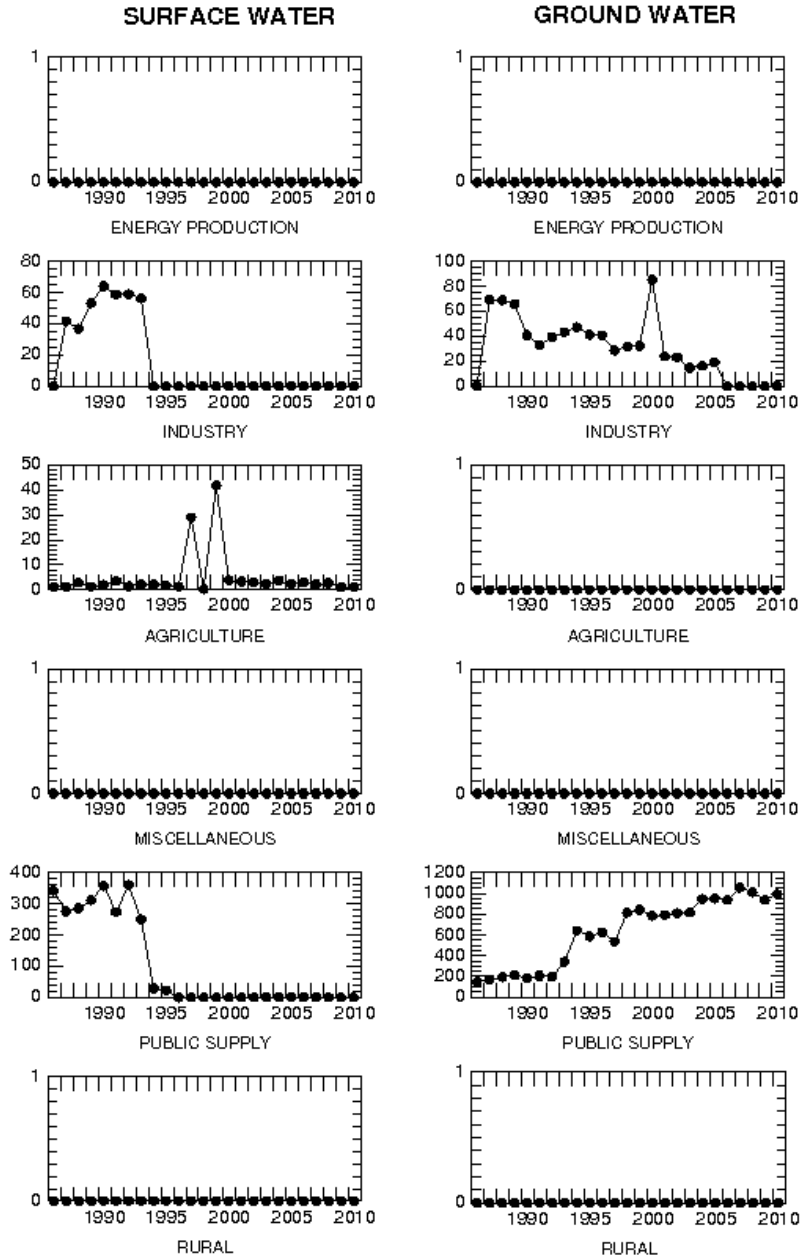 SURFACE WATER GROUND WATER
1 1
0 0
1990 1995 2000 2005 2010 1990 1995 2000 2005 2010
ENERGY PRODUCTION ENERGY PRODUCTION
80 100
60 80
40 60
20 40
0 20
0
1990 1995 2000 2005 2010 1990 1995 2000 2005 2010
INDUSTRY INDUSTRY
50 1
40
30
20
10
0 0
1990 1995 2000 2005 2010 1990 1995 2000 2005 2010
AGRICULTURE AGRICULTURE
1 1
0 0
1990 1995 2000 2005 2010 1990 1995 2000 2005 2010
MISCELLANEOUS MISCELLANEOUS
400 1200
300 1000
200 800
100 600
0 400
200
0
1990 1995 2000 2005 2010 1990 1995 2000 2005 2010
PUBLIC SUPPLY PUBLIC SUPPLY
1 1
0 0
1990 1995 2000 2005 2010 1990 1995 2000 2005 2010
RURAL RURAL